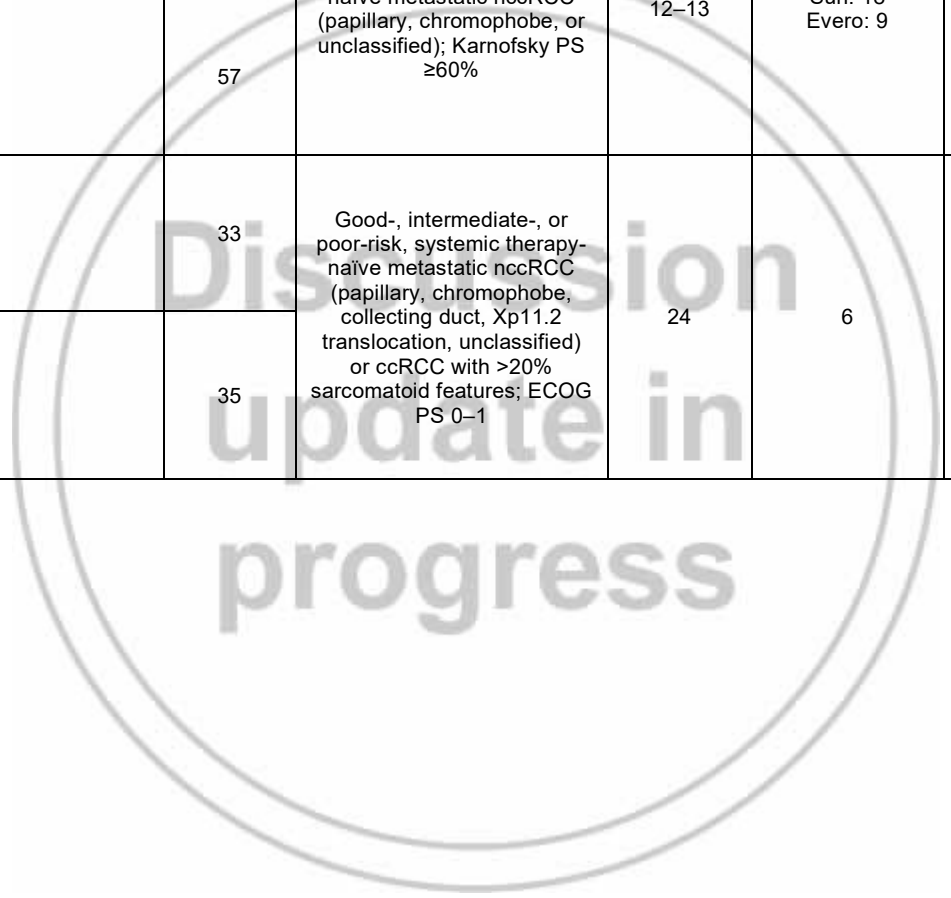 naïve metastatic nccRCC
(papillary, chromophobe, or
unclassified); Karnofsky PS
≥60%
12–13
Evero: 9
57
33
Good-, intermediate-, or
poor-risk, systemic therapy-
naïve metastatic nccRCC
(papillary, chromophobe,
collecting duct, Xp11.2
translocation, unclassified)
or ccRCC with >20%
sarcomatoid features; ECOG
PS 0–1
24
6
35
Discussion
update in
progress